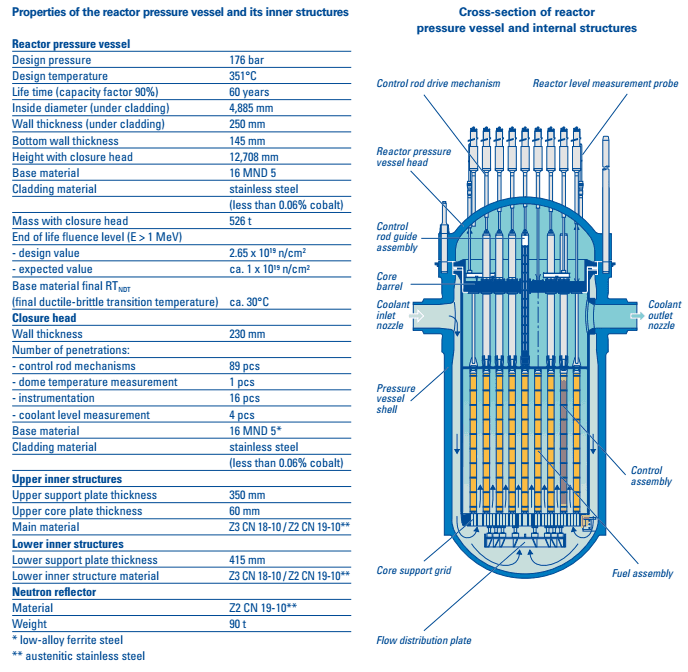 Properties of the reactor pressure vessel and its inner structures
Reactor pressure vessel
Design pressure 176 bar
Design temperature 351°C
Life time (capacity factor 90%) 60 years
Inside diameter (under cladding) 4,885 mm
Wall thickness (under cladding) 250 mm
Bottom wall thickness 145 mm
Height with closure head 12,708 mm
Base material 16 MND 5
Cladding material stainless steel
(less than 0.06% cobalt)
Mass with closure head 526 t
End of life fluence level (E > 1 MeV)
- design value 2.65 x 10¹⁹ n/cm²
- expected value ca. 1 x 10¹⁹ n/cm²
Base material final RTNDT
(final ductile-brittle transition temperature) ca. 30°C
Closure head
Wall thickness 230 mm
Number of penetrations:
- control rod mechanisms 89 pcs
- dome temperature measurement 1 pcs
- instrumentation 16 pcs
- coolant level measurement 4 pcs
Base material 16 MND 5*
Cladding material stainless steel
(less than 0.06% cobalt)
Upper inner structures
Upper support plate thickness 350 mm
Upper core plate thickness 60 mm
Main material Z3 CN 18-10 / Z2 CN 19-10**
Lower inner structures
Lower support plate thickness 415 mm
Lower inner structure material Z3 CN 18-10 / Z2 CN 19-10**
Neutron reflector
Material Z2 CN 19-10**
Weight 90 t
* low-alloy ferrite steel
** austenitic stainless steel
Cross-section of reactor
pressure vessel and internal structures
Control rod drive mechanism
Reactor level measurement probe
Reactor pressure
vessel head
Control
rod guide
assembly
Core
barrel
Coolant
inlet
nozzle
Coolant
outlet
nozzle
Pressure
vessel
shell
Control
assembly
Core support grid
Fuel assembly
Flow distribution plate